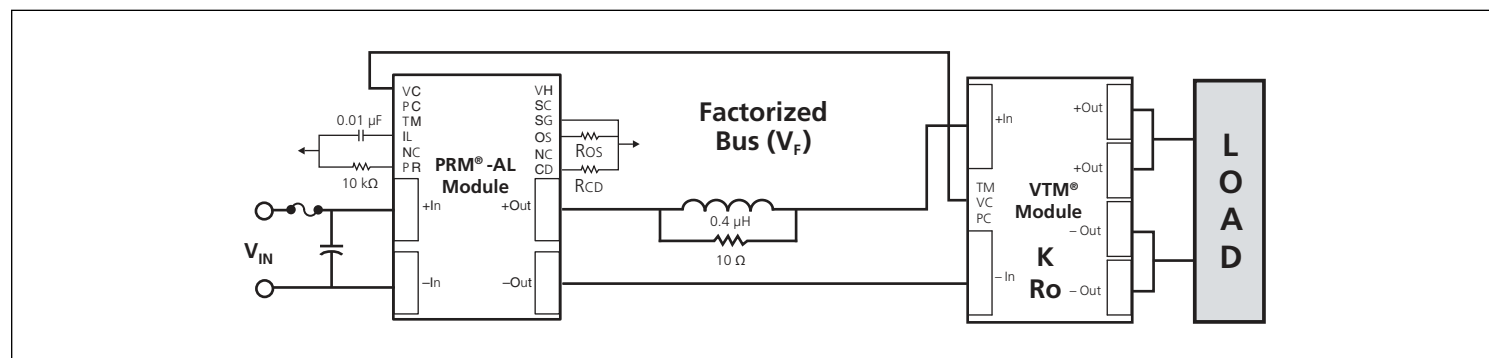 VC
PC
TM
IL
NC
PR
VH
SC
SG
OS
NC
CD
0.01 µF
10 kΩ
PRM® -AL
Module
ROS
RCD
+In
+Out
–In
–Out
VIN
Factorized
Bus (VF)
0.4 µH
10 Ω
+In
TM
VC
PC
– In
VTM®
Module
K
Ro
+Out
+Out
– Out
– Out
L
O
A
D